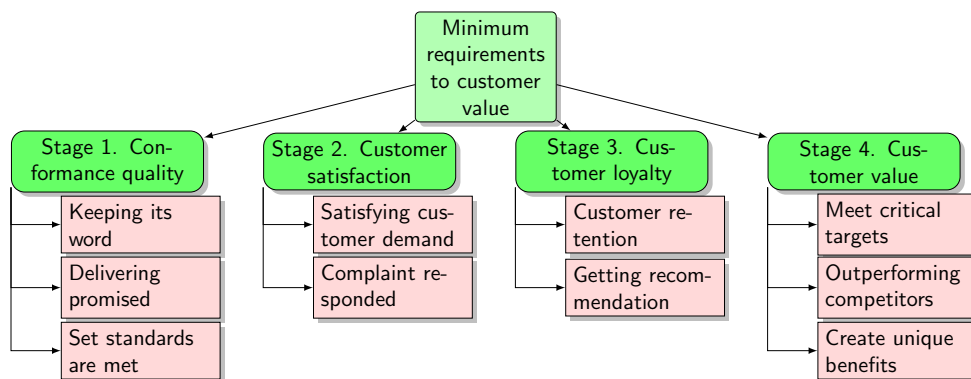 Minimum
requirements
to customer
value
Stage 1. Con-
formance quality
Stage 2. Customer
satisfaction
Stage 3. Cus-
tomer loyalty
Stage 4. Cus-
tomer value
Keeping its
word
Delivering
promised
Set standards
are met
Satisfying cus-
tomer demand
Complaint re-
sponded
Customer re-
tention
Getting recom-
mendation
Meet critical
targets
Outperforming
competitors
Create unique
benefits